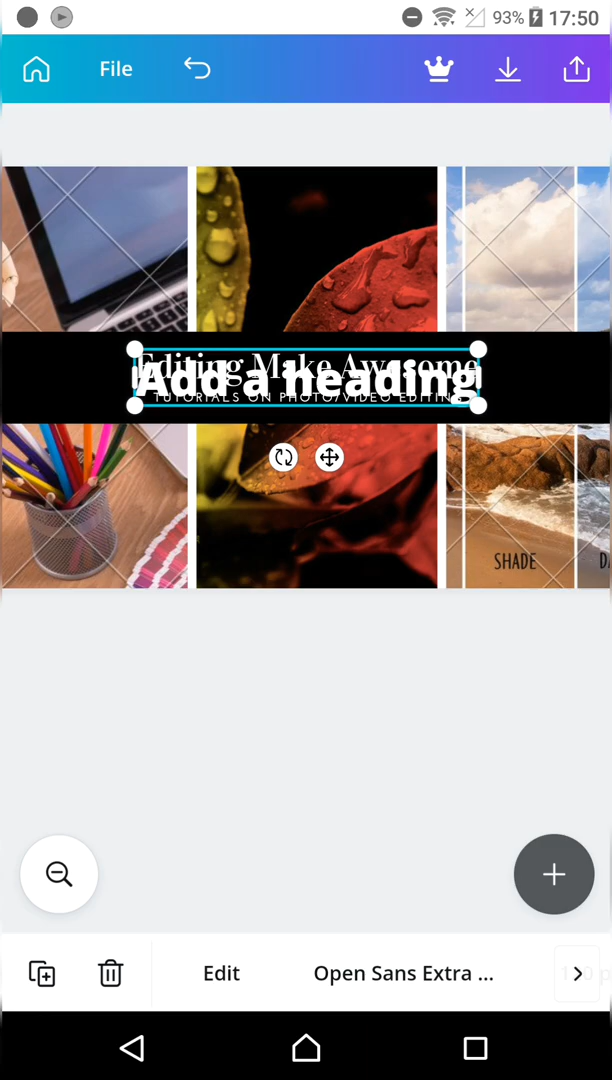 93% 17:50
File
Editing Make Awesome
Add a heading
TUTORIALS ON PHOTO/VIDEO EDITING
SHADE
Edit Open Sans Extra ...